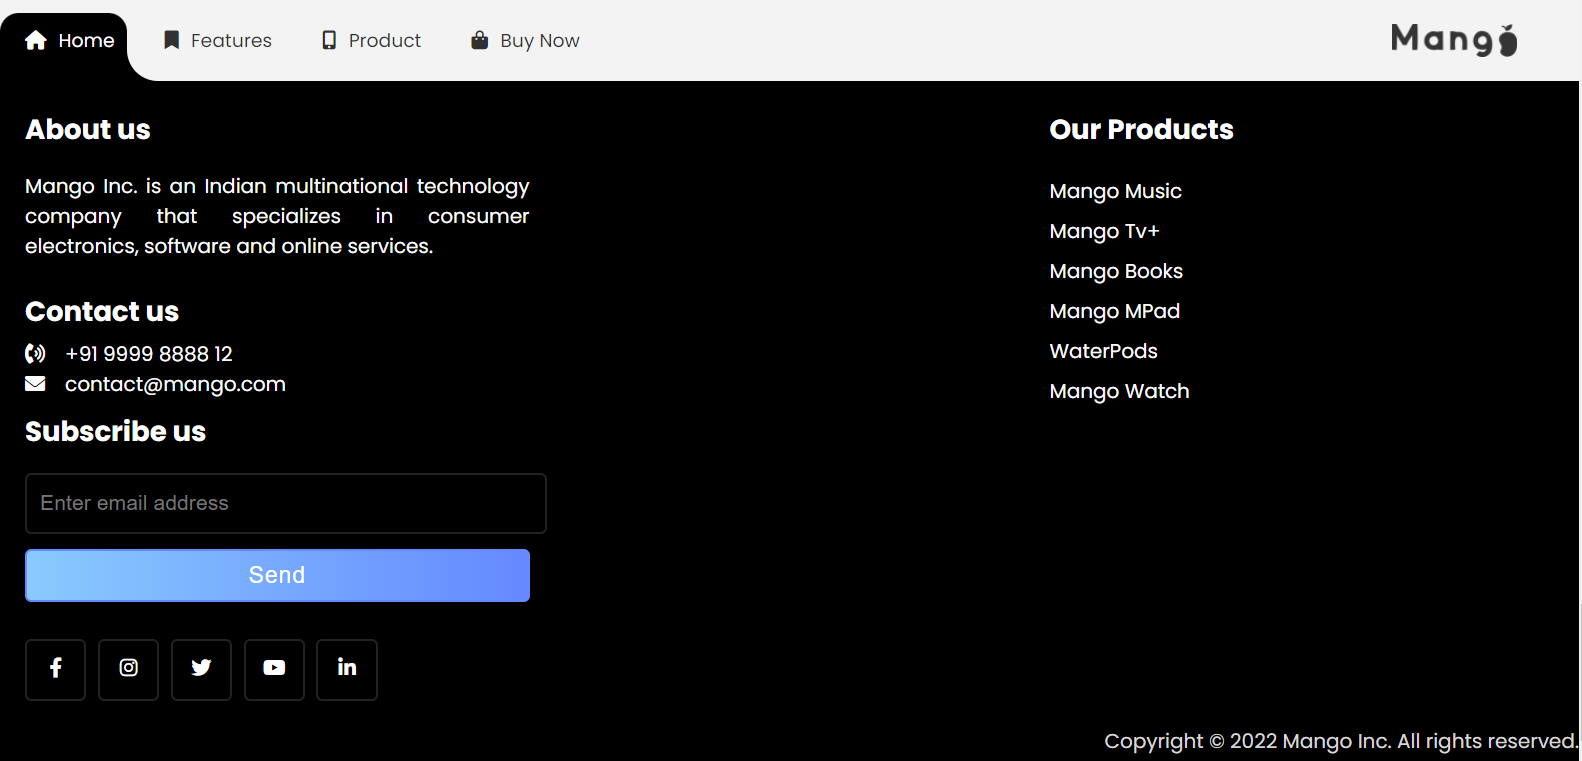 Home Features Product Buy Now Mango
About us
Mango Inc. is an Indian multinational technology
company that specializes in consumer
electronics, software and online services.
Contact us
+91 9999 8888 12
contact@mango.com
Subscribe us
Enter email address
Send
Our Products
Mango Music
Mango Tv+
Mango Books
Mango MPad
WaterPods
Mango Watch
Copyright © 2022 Mango Inc. All rights reserved.